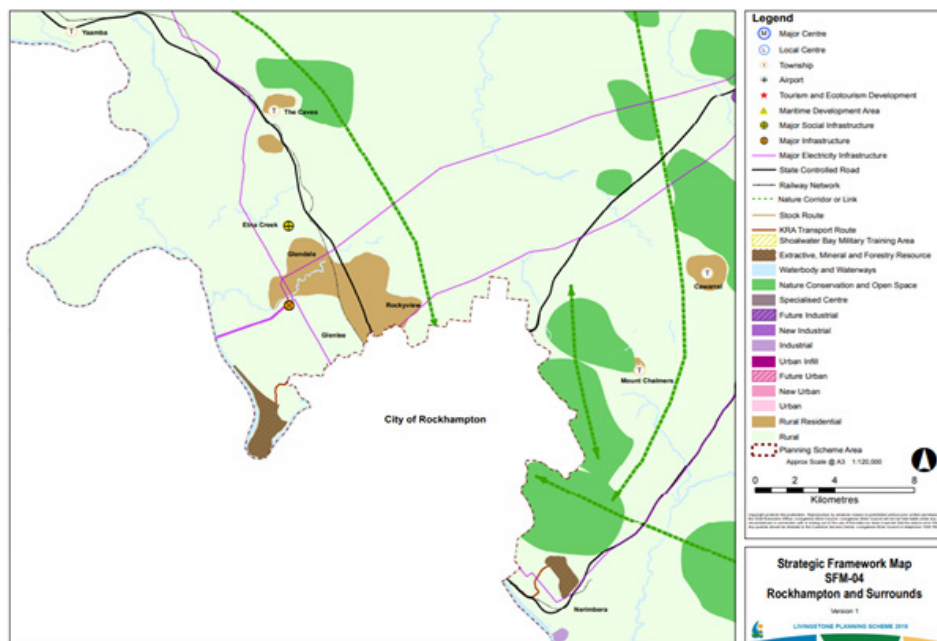 Yaamba
The Caves
Etna Creek
Glendale
Rockyview
Glenlee
Cawarral
Mount Chalmers
City of Rockhampton
Nerimbera
Legend
M Major Centre
L Local Centre
T Township
Airport
Tourism and Ecotourism Development
Maritime Development Area
Major Social Infrastructure
Major Infrastructure
Major Electricity Infrastructure
State Controlled Road
Railway Network
Nature Corridor or Link
Stock Route
KRA Transport Route
Shoalwater Bay Military Training Area
Extractive, Mineral and Forestry Resource
Waterbody and Waterways
Nature Conservation and Open Space
Specialised Centre
Future Industrial
New Industrial
Industrial
Urban Infill
Future Urban
New Urban
Urban
Rural Residential
Rural
Planning Scheme Area
Approx Scale @ A3 1:120,000
0 2 4 8
Kilometres
Strategic Framework Map
SFM-04
Rockhampton and Surrounds
Version 1
LIVINGSTONE PLANNING SCHEME 2018